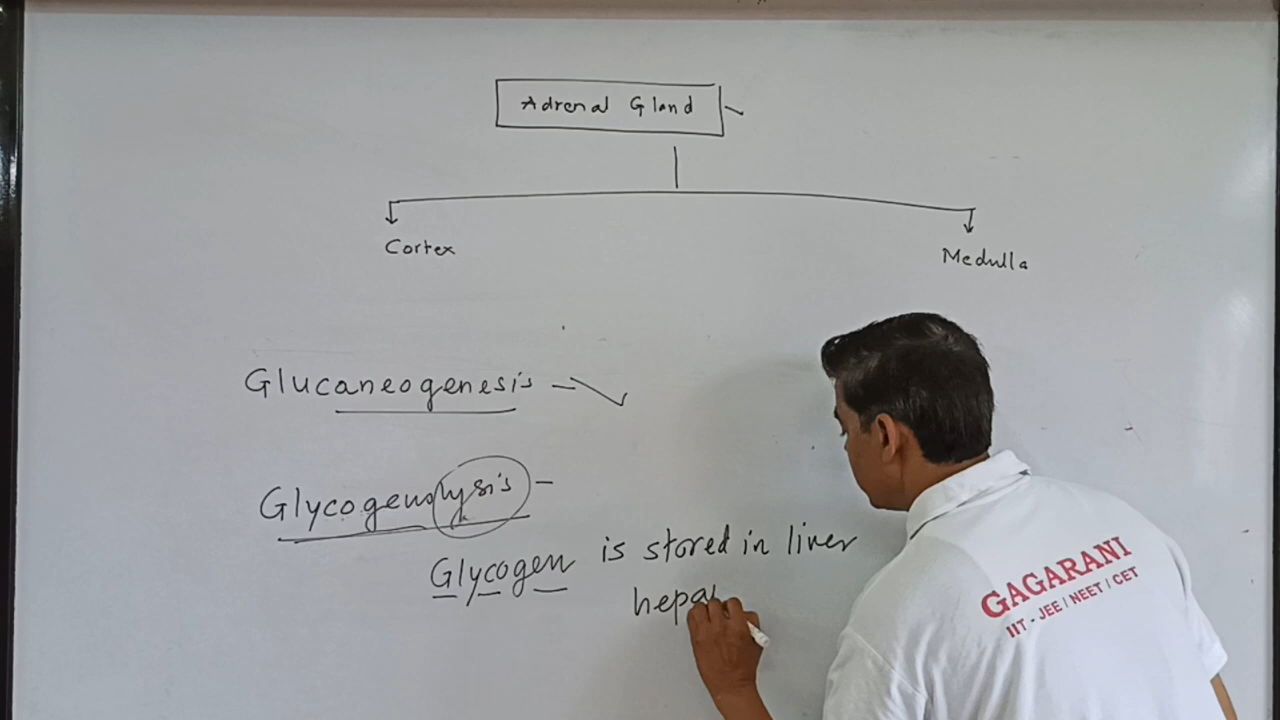 Adrenal Gland
Cortex
Medulla
Glucaneogenesis
Glycogenolysis
Glycogen is stored in liver
hepa
GAGARANI
IIT - JEE / NEET / CET